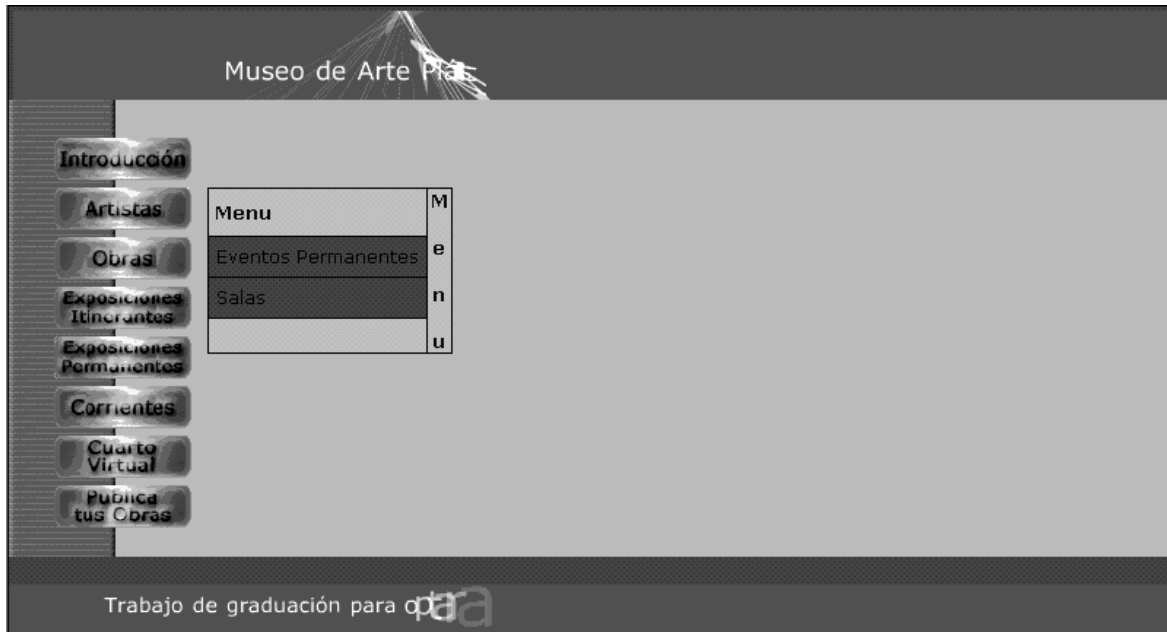 Museo de Arte Plás
Introducción
Artistas
Obras
Exposiciones
Itinerantes
Exposiciones
Permanentes
Corrientes
Cuarto
Virtual
Publica
tus Obras
Menu
Eventos Permanentes
Salas
M
e
n
u
Trabajo de graduación para